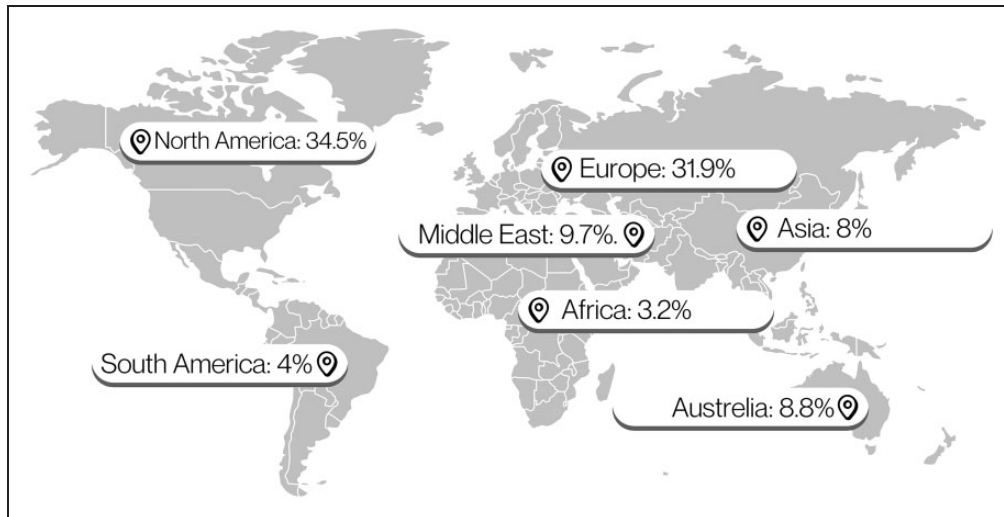 North America: 34.5%
Europe: 31.9%
Middle East: 9.7%.
Asia: 8%
Africa: 3.2%
South America: 4%
Austrelia: 8.8%